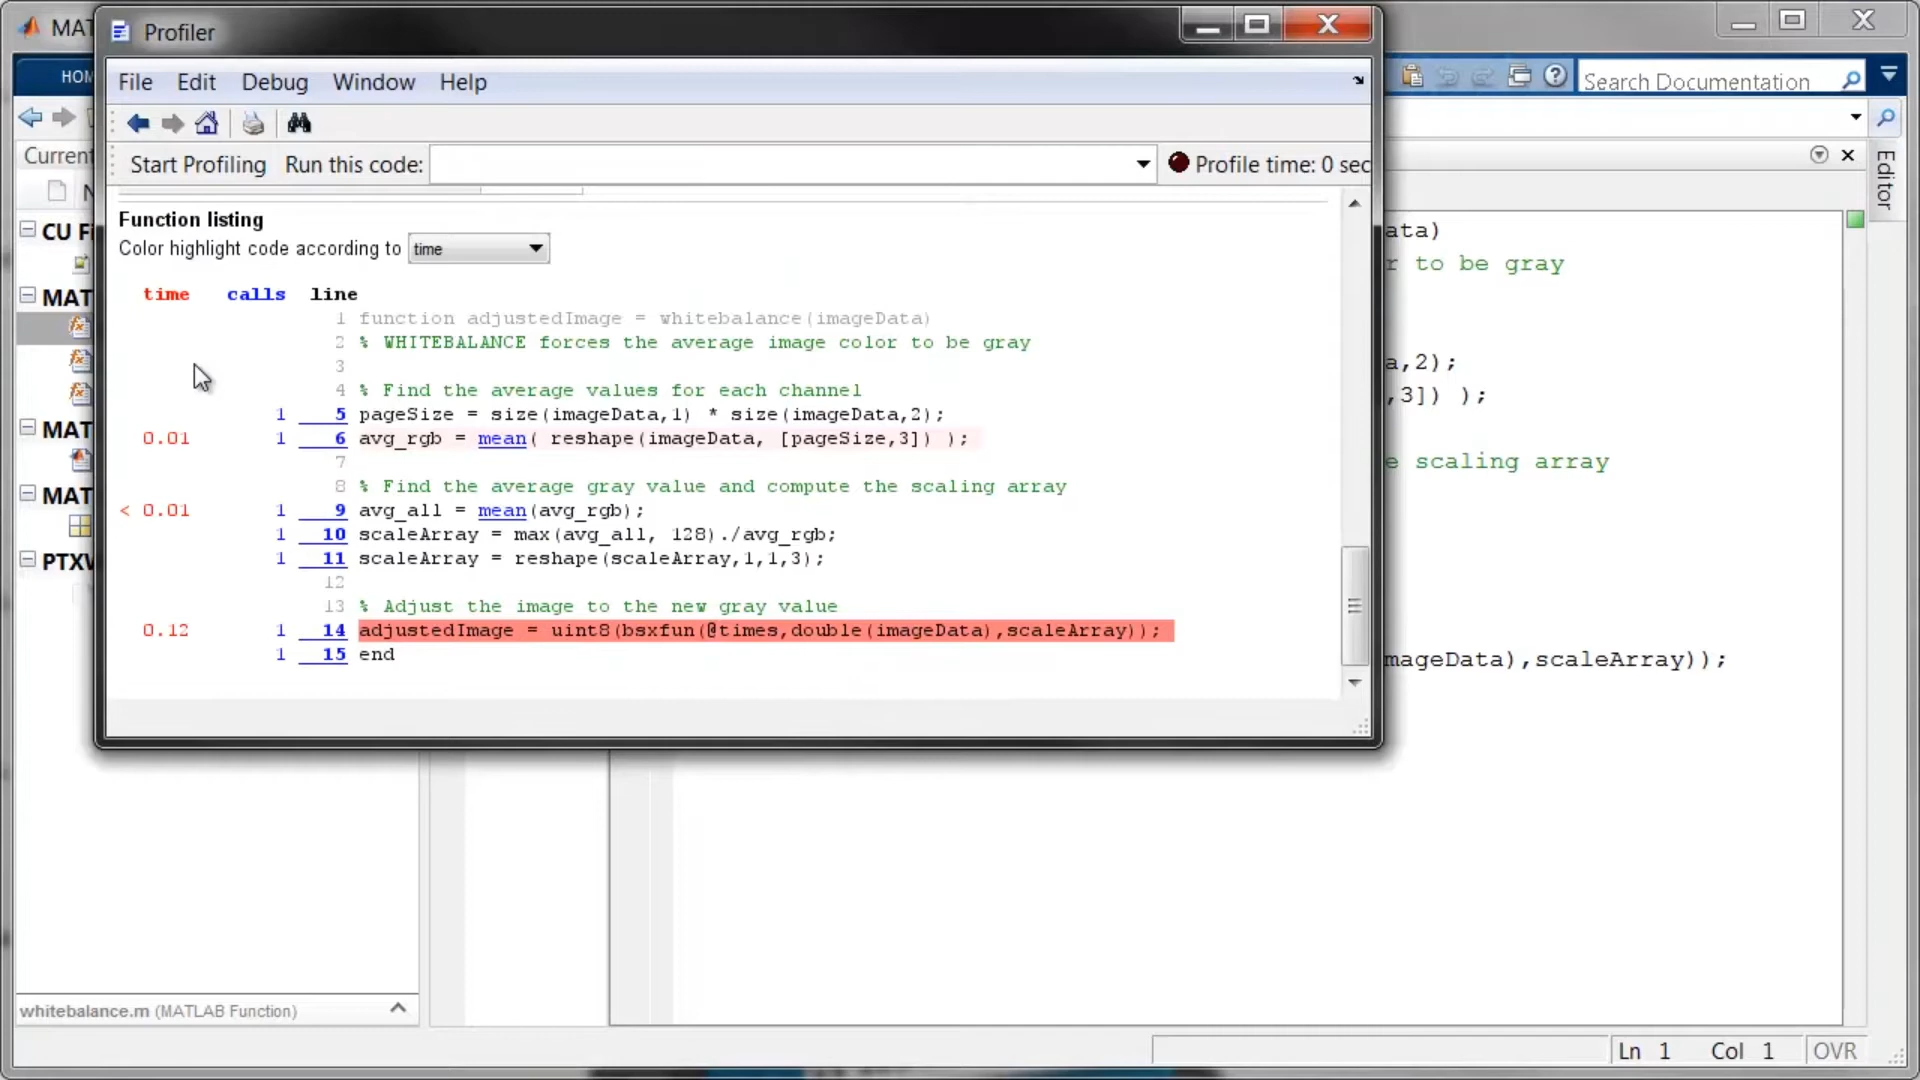 MAT
Profiler
HOM
File Edit Debug Window Help
Search Documentation
Start Profiling Run this code: Profile time: 0 sec
Current
N
Editor
CU Fi
MAT
MAT
MAT
PTXV
Function listing
Color highlight code according to time
time calls line
1 function adjustedImage = whitebalance(imageData)
2 % WHITEBALANCE forces the average image color to be gray
3
4 % Find the average values for each channel
1 5 pageSize = size(imageData,1) * size(imageData,2);
0.01 1 6 avg_rgb = mean( reshape(imageData, [pageSize,3]) );
7
8 % Find the average gray value and compute the scaling array
< 0.01 1 9 avg_all = mean(avg_rgb);
1 10 scaleArray = max(avg_all, 128)./avg_rgb;
1 11 scaleArray = reshape(scaleArray,1,1,3);
12
13 % Adjust the image to the new gray value
0.12 1 14 adjustedImage = uint8(bsxfun(@times,double(imageData),scaleArray));
1 15 end
ata)
r to be gray
a,2);
,3]) );
e scaling array
mageData),scaleArray));
whitebalance.m (MATLAB Function)
Ln 1 Col 1 OVR